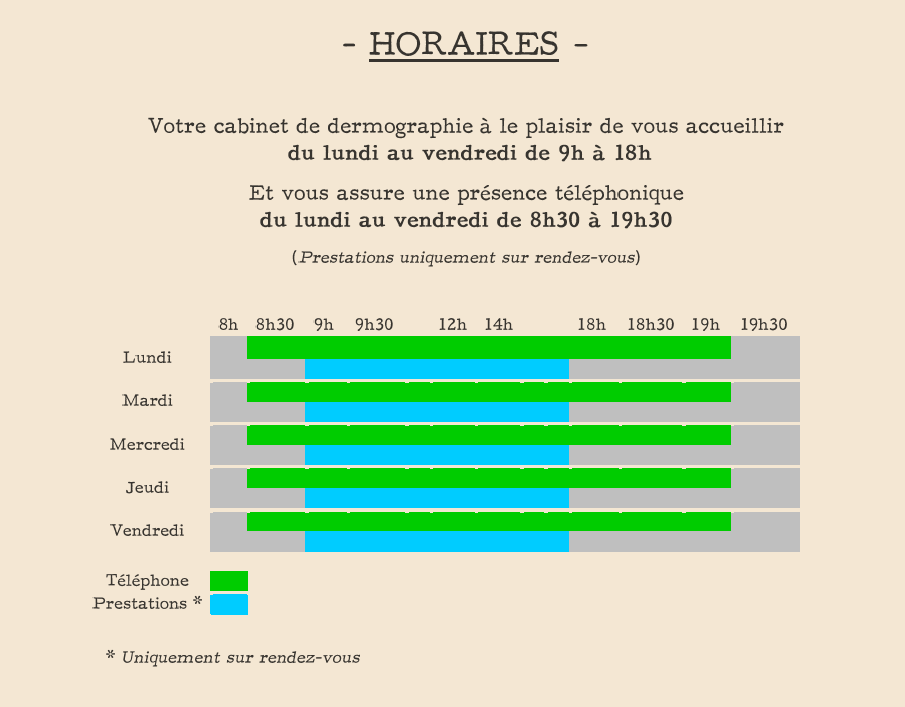 - HORAIRES -
Votre cabinet de dermographie à le plaisir de vous accueillir
du lundi au vendredi de 9h à 18h
Et vous assure une présence téléphonique
du lundi au vendredi de 8h30 à 19h30
(Prestations uniquement sur rendez-vous)
8h 8h30 9h 9h30 12h 14h 18h 18h30 19h 19h30
Lundi
Mardi
Mercredi
Jeudi
Vendredi
Téléphone
Prestations *
* Uniquement sur rendez-vous